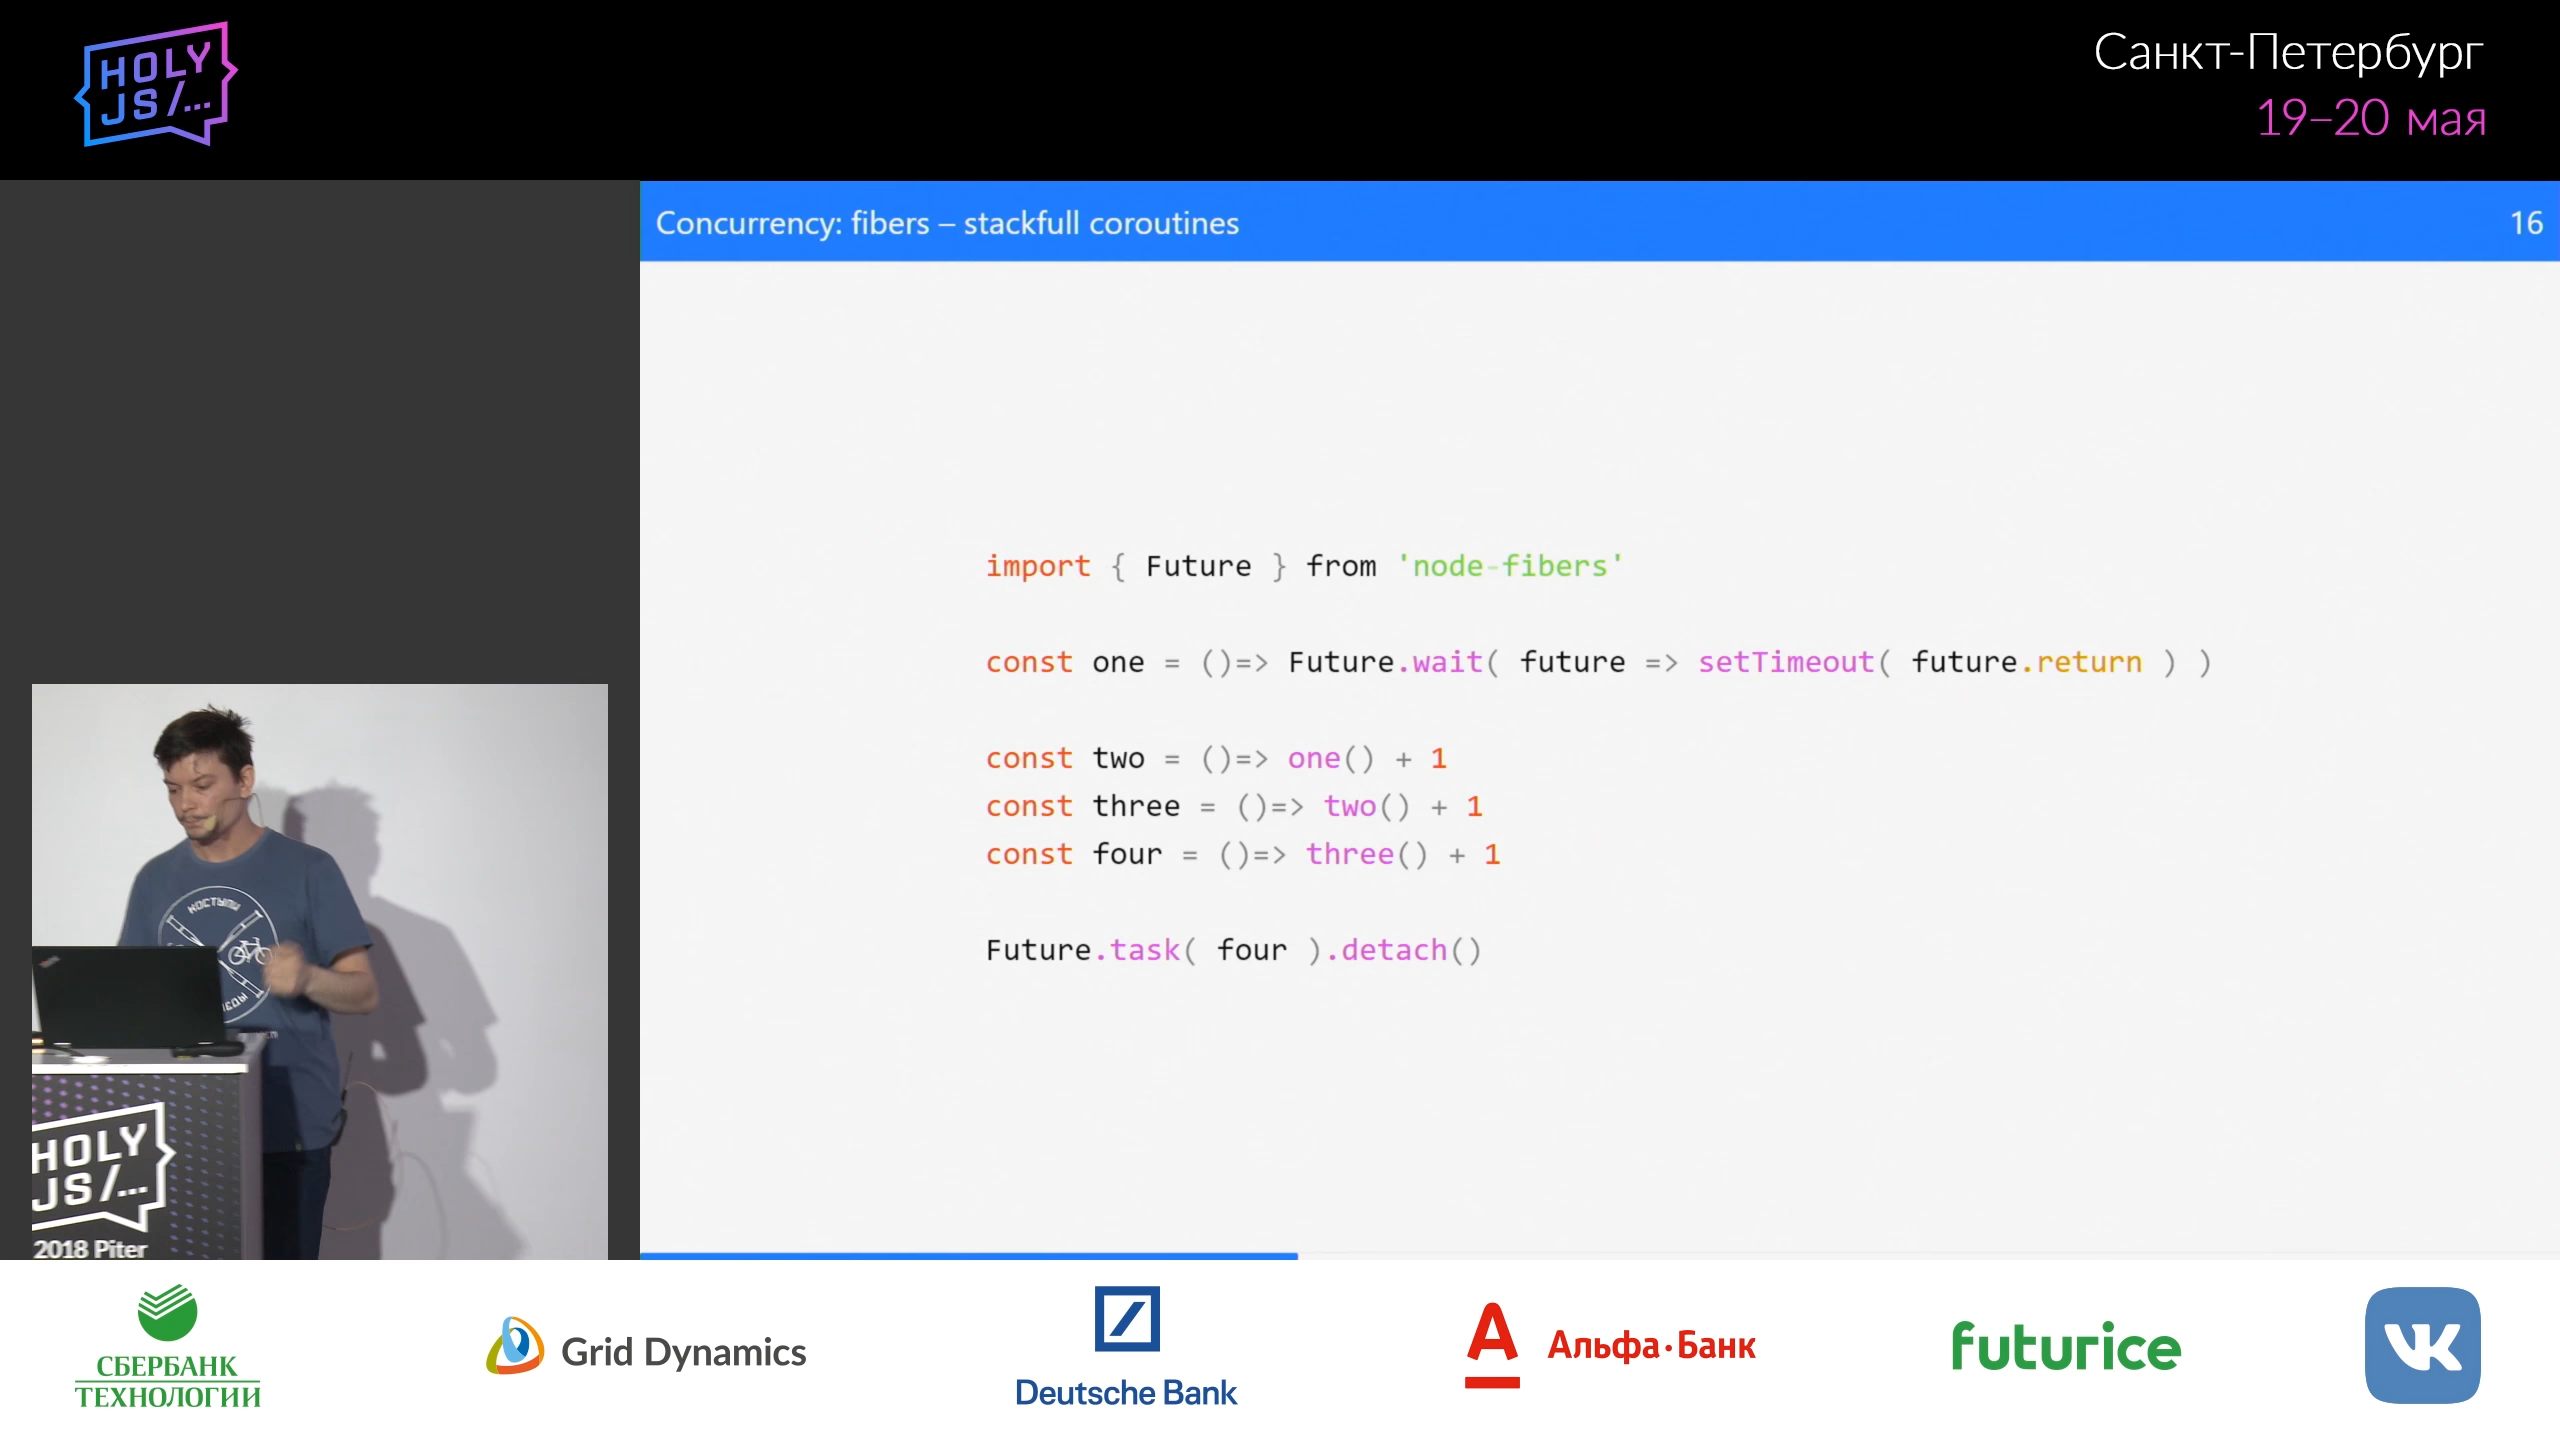 HOLY
JS/...
Санкт-Петербург
19–20 мая
Concurrency: fibers – stackfull coroutines
16
import { Future } from 'node-fibers'
const one = ()=> Future.wait( future => setTimeout( future.return ) )
const two = ()=> one() + 1
const three = ()=> two() + 1
const four = ()=> three() + 1
Future.task( four ).detach()
КОСТЫЛИ
HOLY
JS/...
2018 Piter
СБЕРБАНК
ТЕХНОЛОГИИ
Grid Dynamics
Deutsche Bank
Альфа·Банк
futurice
VK